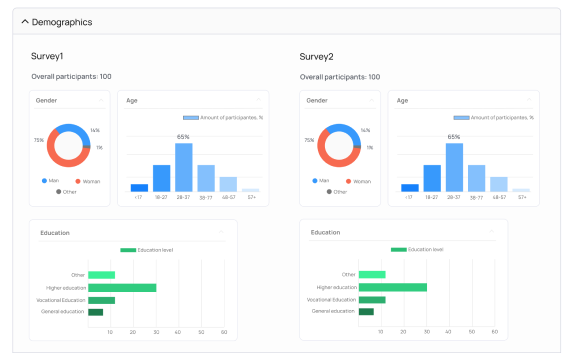 Demographics
Survey1
Overall participants: 100
Gender
14%
75%
1%
Man
Woman
Other
Age
Amount of participantes, %
65%
<17
18-27
28-37
38-77
48-57
57+
Education
Education level
Other
Higher education
Vocational Education
General education
10 20 30 40 50 60
Survey2
Overall participants: 100
Gender
14%
75%
1%
Man
Woman
Other
Age
Amount of participantes, %
65%
<17
18-27
28-37
38-77
48-57
57+
Education
Education level
Other
Higher education
Vocational Education
General education
10 20 30 40 50 60